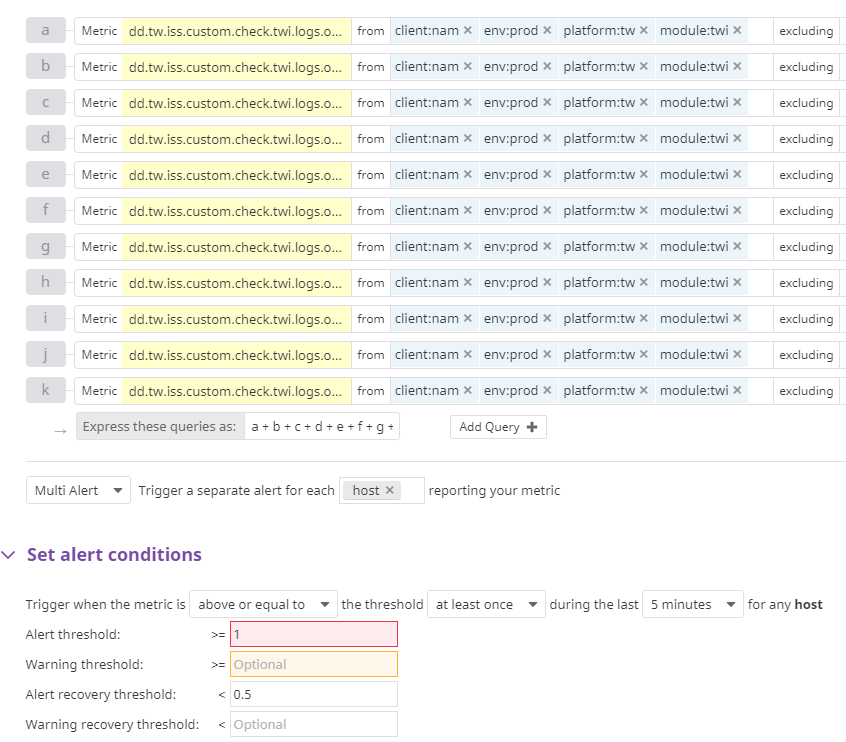 a Metric dd.tw.iss.custom.check.twi.logs.o... from client:nam × env:prod × platform:tw × module:twi × excluding
b Metric dd.tw.iss.custom.check.twi.logs.o... from client:nam × env:prod × platform:tw × module:twi × excluding
c Metric dd.tw.iss.custom.check.twi.logs.o... from client:nam × env:prod × platform:tw × module:twi × excluding
d Metric dd.tw.iss.custom.check.twi.logs.o... from client:nam × env:prod × platform:tw × module:twi × excluding
e Metric dd.tw.iss.custom.check.twi.logs.o... from client:nam × env:prod × platform:tw × module:twi × excluding
f Metric dd.tw.iss.custom.check.twi.logs.o... from client:nam × env:prod × platform:tw × module:twi × excluding
g Metric dd.tw.iss.custom.check.twi.logs.o... from client:nam × env:prod × platform:tw × module:twi × excluding
h Metric dd.tw.iss.custom.check.twi.logs.o... from client:nam × env:prod × platform:tw × module:twi × excluding
i Metric dd.tw.iss.custom.check.twi.logs.o... from client:nam × env:prod × platform:tw × module:twi × excluding
j Metric dd.tw.iss.custom.check.twi.logs.o... from client:nam × env:prod × platform:tw × module:twi × excluding
k Metric dd.tw.iss.custom.check.twi.logs.o... from client:nam × env:prod × platform:tw × module:twi × excluding
→ Express these queries as: a + b + c + d + e + f + g + Add Query +
Multi Alert Trigger a separate alert for each host × reporting your metric
Set alert conditions
Trigger when the metric is above or equal to the threshold at least once during the last 5 minutes for any host
Alert threshold: >= 1
Warning threshold: >= Optional
Alert recovery threshold: < 0.5
Warning recovery threshold: < Optional